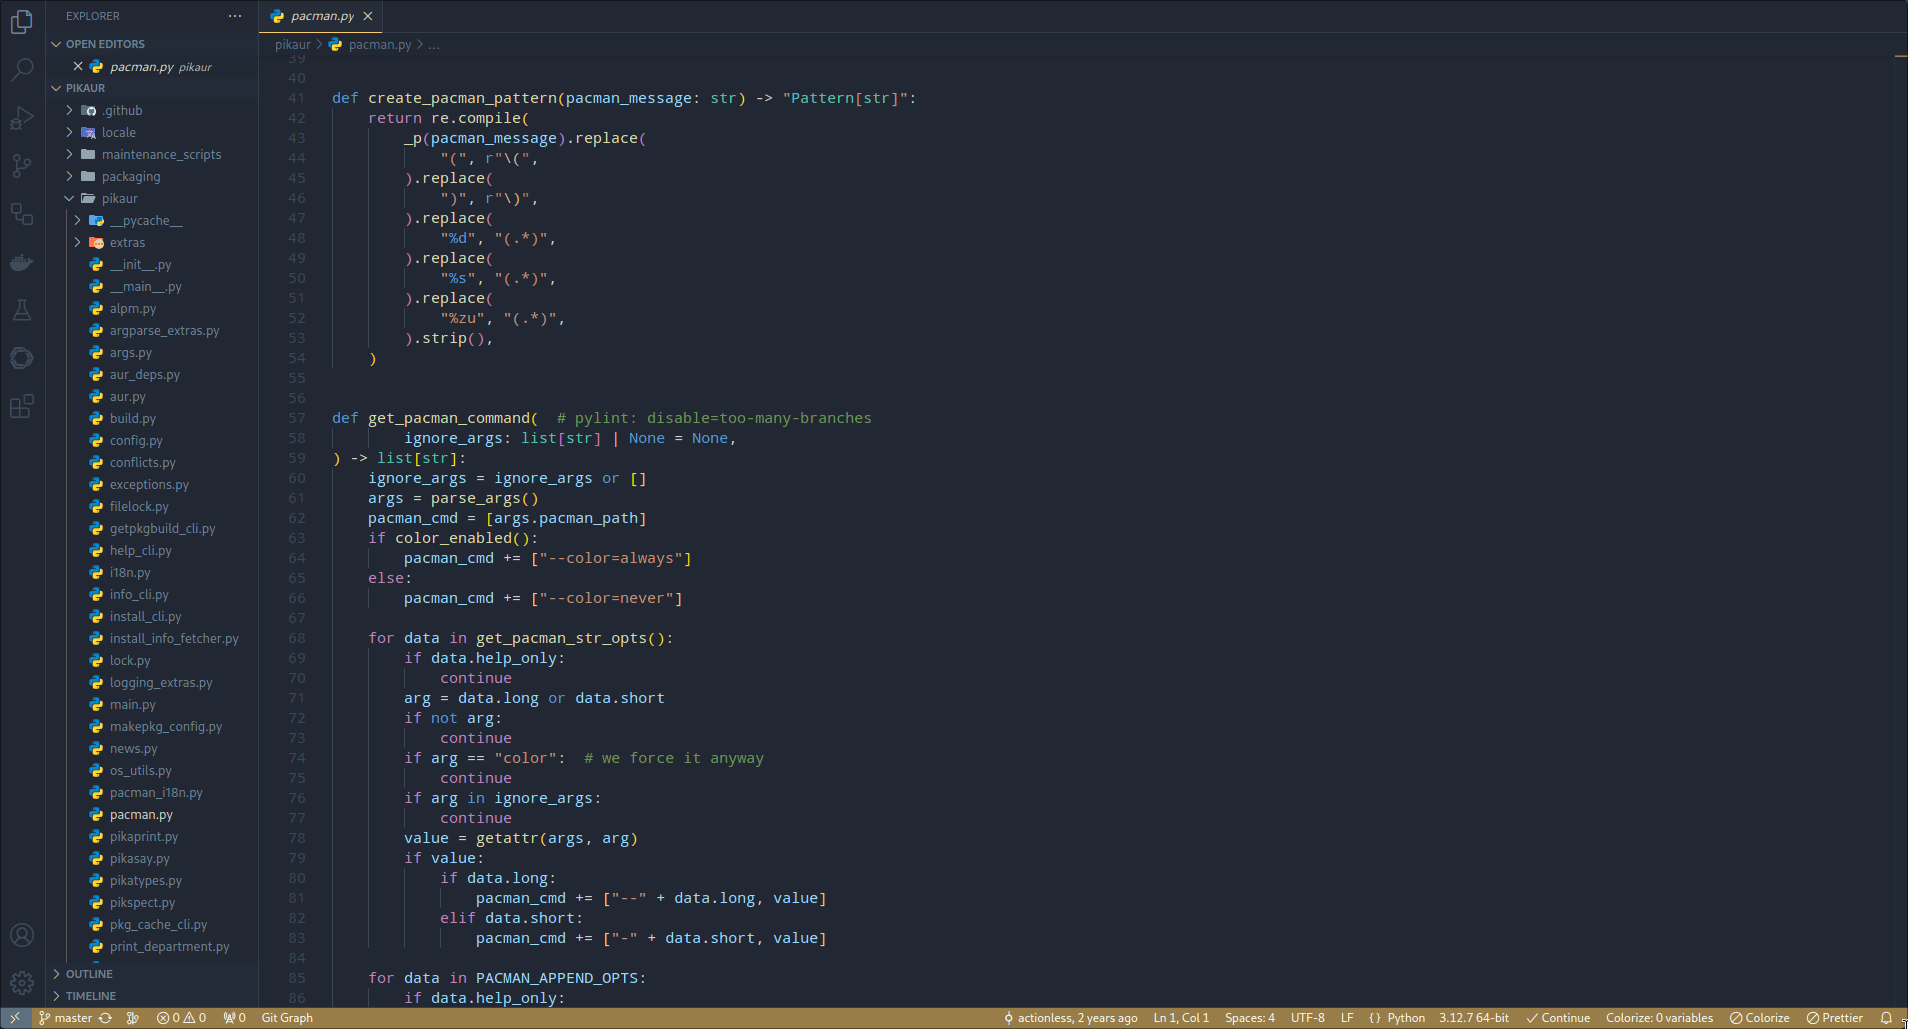 EXPLORER
OPEN EDITORS
pacman.py pikaur
PIKAUR
.github
locale
maintenance_scripts
packaging
pikaur
__pycache__
extras
__init__.py
__main__.py
alpm.py
argparse_extras.py
args.py
aur_deps.py
aur.py
build.py
config.py
conflicts.py
exceptions.py
filelock.py
getpkgbuild_cli.py
help_cli.py
i18n.py
info_cli.py
install_cli.py
install_info_fetcher.py
lock.py
logging_extras.py
main.py
makepkg_config.py
news.py
os_utils.py
pacman_i18n.py
pacman.py
pikaprint.py
pikasay.py
pikatypes.py
pikspect.py
pkg_cache_cli.py
print_department.py
OUTLINE
TIMELINE
pacman.py
pikaur > pacman.py > ...
39
40
41 def create_pacman_pattern(pacman_message: str) -> "Pattern[str]":
42 return re.compile(
43 _p(pacman_message).replace(
44 "(", r"\(",
45 ).replace(
46 ")", r"\)",
47 ).replace(
48 "%d", "(.*)",
49 ).replace(
50 "%s", "(.*)",
51 ).replace(
52 "%zu", "(.*)",
53 ).strip(),
54 )
55
56
57 def get_pacman_command(  # pylint: disable=too-many-branches
58 ignore_args: list[str] | None = None,
59 ) -> list[str]:
60 ignore_args = ignore_args or []
61 args = parse_args()
62 pacman_cmd = [args.pacman_path]
63 if color_enabled():
64 pacman_cmd += ["--color=always"]
65 else:
66 pacman_cmd += ["--color=never"]
67
68 for data in get_pacman_str_opts():
69 if data.help_only:
70 continue
71 arg = data.long or data.short
72 if not arg:
73 continue
74 if arg == "color":  # we force it anyway
75 continue
76 if arg in ignore_args:
77 continue
78 value = getattr(args, arg)
79 if value:
80 if data.long:
81 pacman_cmd += ["--" + data.long, value]
82 elif data.short:
83 pacman_cmd += ["-" + data.short, value]
84
85 for data in PACMAN_APPEND_OPTS:
86 if data.help_only:
master 0 0 0 Git Graph actionless, 2 years ago Ln 1, Col 1 Spaces: 4 UTF-8 LF {} Python 3.12.7 64-bit Continue Colorize: 0 variables Colorize Prettier